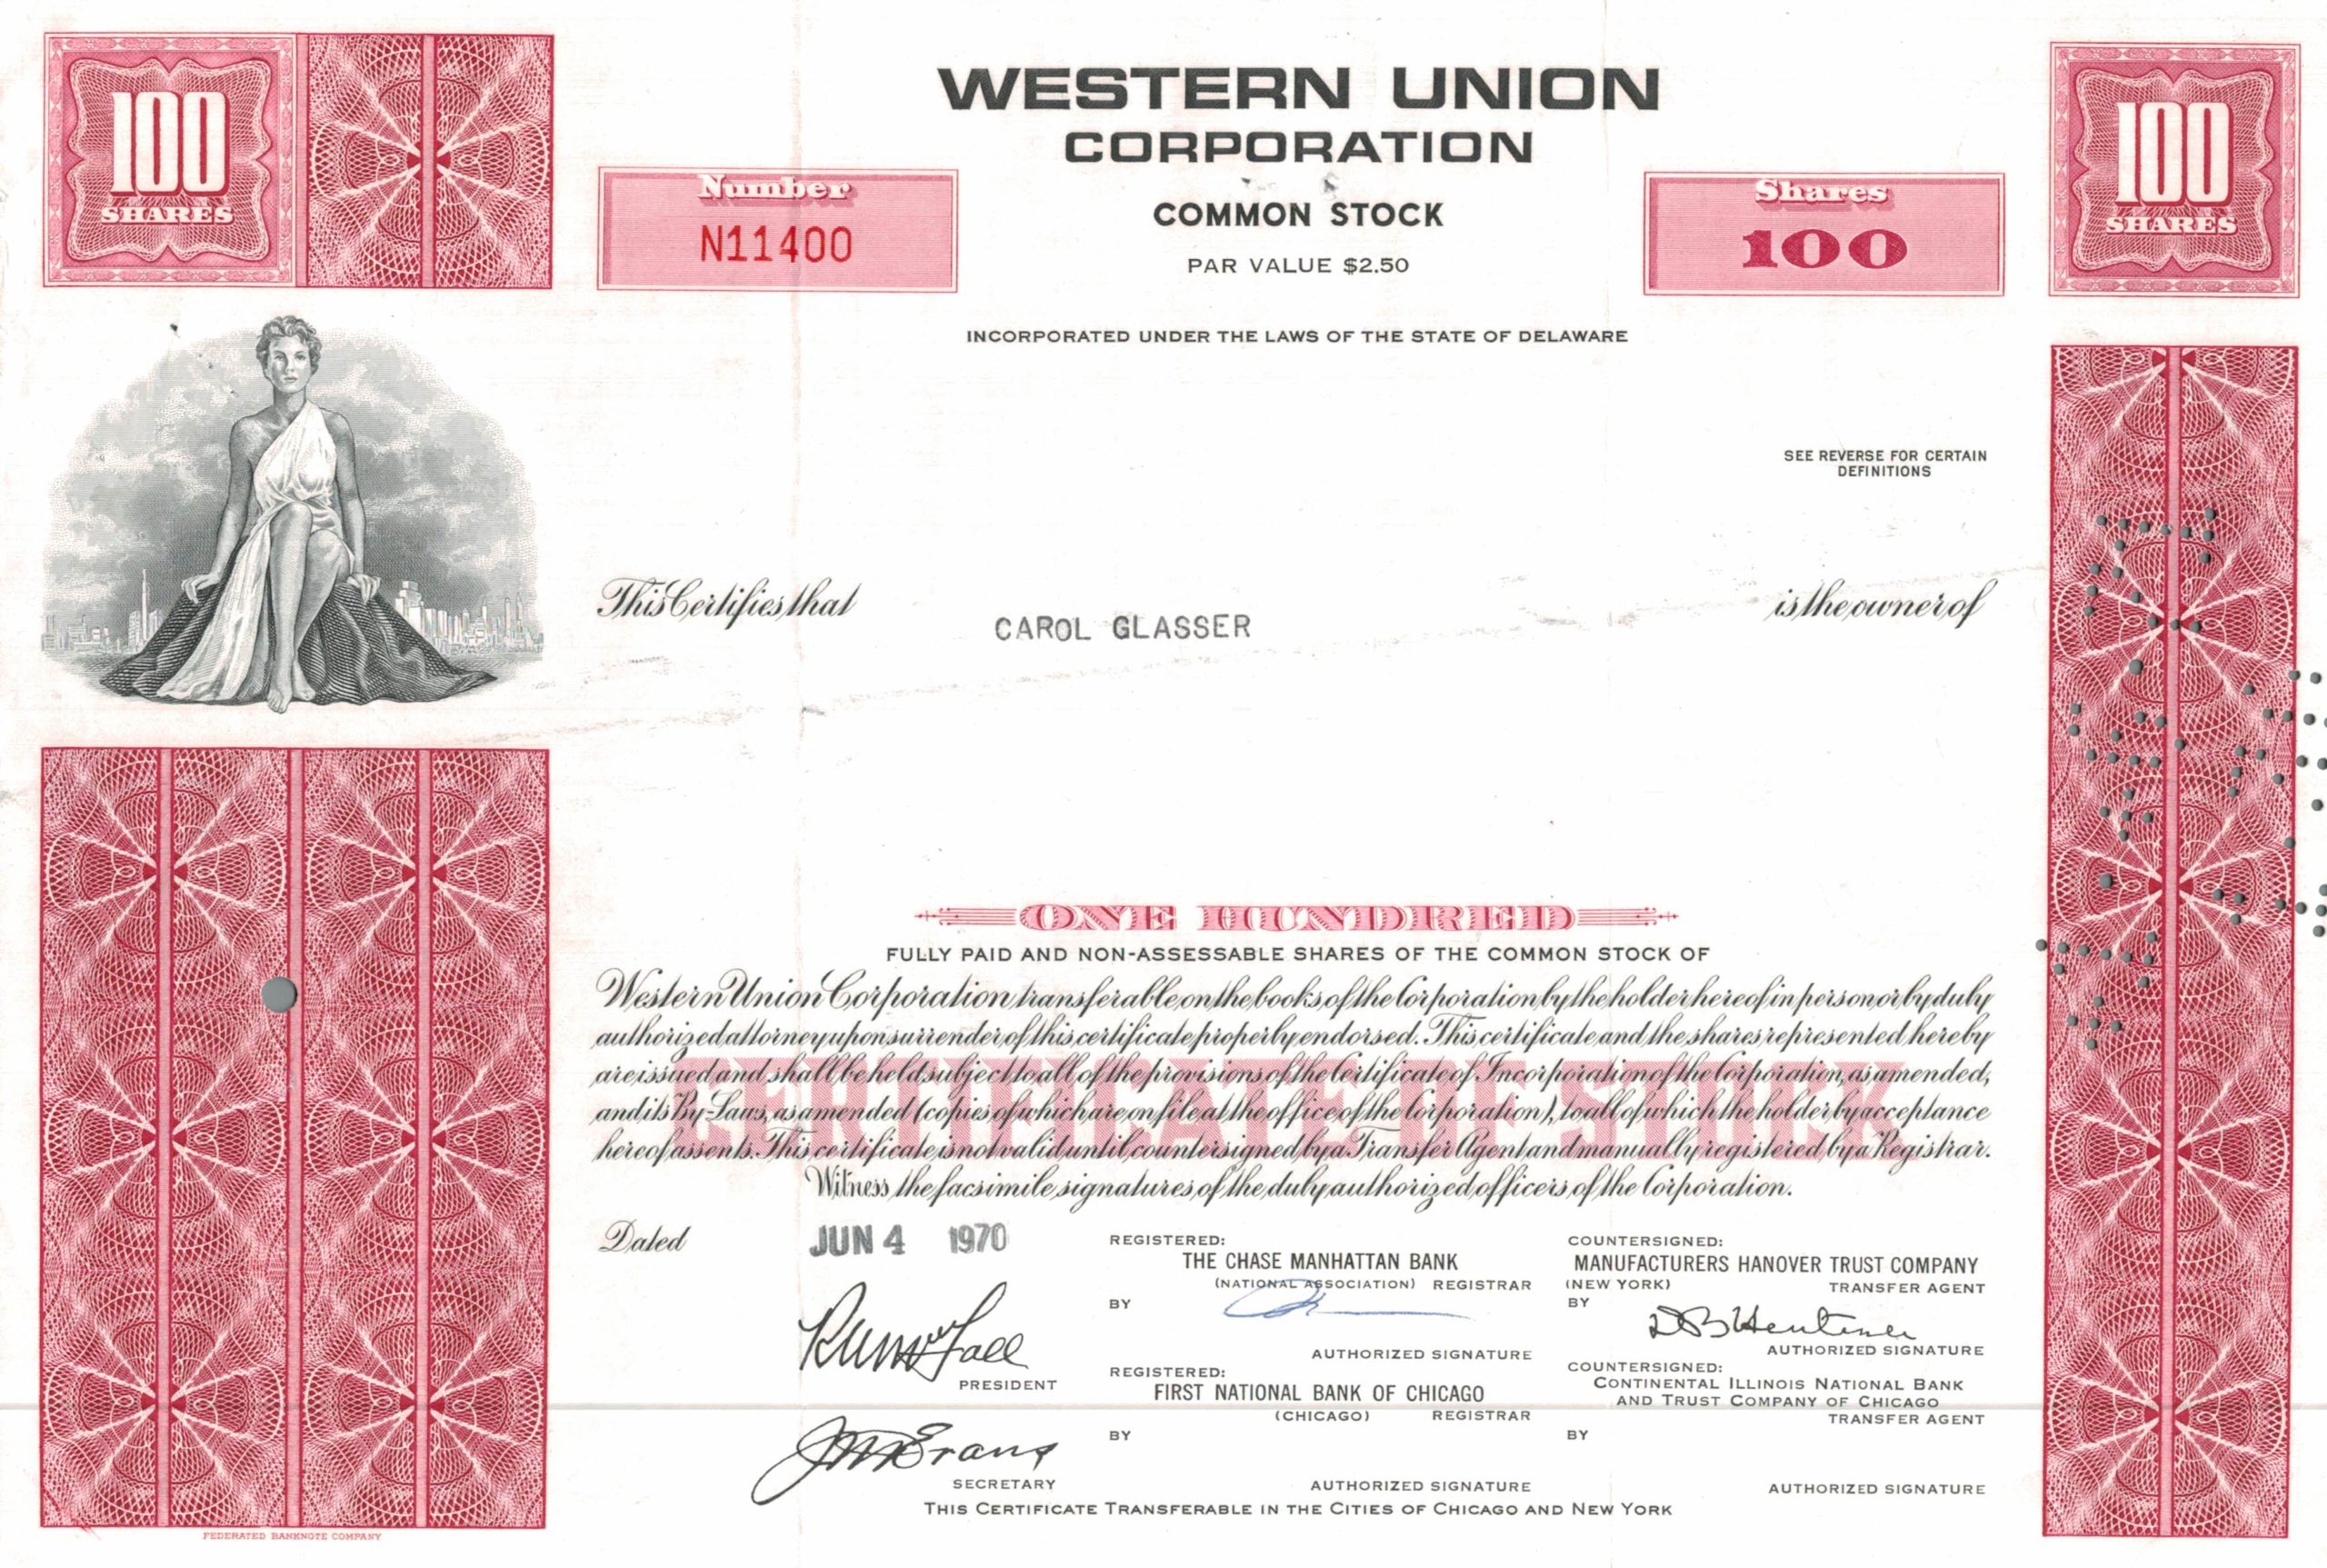 100
SHARES
WESTERN UNION
CORPORATION
COMMON STOCK
PAR VALUE $2.50
Number
N11400
Shares
100
100
SHARES
INCORPORATED UNDER THE LAWS OF THE STATE OF DELAWARE
SEE REVERSE FOR CERTAIN
DEFINITIONS
This Certifies that
CAROL GLASSER
is the owner of
ONE HUNDRED
FULLY PAID AND NON-ASSESSABLE SHARES OF THE COMMON STOCK OF
Western Union Corporation transferable on the books of the Corporation by the holder hereof in person or by duly
authorized attorney upon surrender of this certificate properly endorsed. This certificate and the shares represented hereby
are issued and shall be held subject to all of the provisions of the Certificate of Incorporation of the Corporation, as amended,
and its By-Laws, as amended (copies of which are on file at the office of the Corporation), to all of which the holder by acceptance
hereof assents. This certificate is not valid until countersigned by a Transfer Agent and manually registered by a Registrar.
CERTIFICATE OF STOCK
Witness the facsimile signatures of the duly authorized officers of the Corporation.
Dated
JUN 4 1970
PRESIDENT
J M Evans
SECRETARY
REGISTERED:
THE CHASE MANHATTAN BANK
(NATIONAL ASSOCIATION) REGISTRAR
BY
AUTHORIZED SIGNATURE
REGISTERED:
FIRST NATIONAL BANK OF CHICAGO
(CHICAGO) REGISTRAR
BY
AUTHORIZED SIGNATURE
COUNTERSIGNED:
MANUFACTURERS HANOVER TRUST COMPANY
(NEW YORK) TRANSFER AGENT
BY
AUTHORIZED SIGNATURE
COUNTERSIGNED:
CONTINENTAL ILLINOIS NATIONAL BANK
AND TRUST COMPANY OF CHICAGO
TRANSFER AGENT
BY
AUTHORIZED SIGNATURE
THIS CERTIFICATE TRANSFERABLE IN THE CITIES OF CHICAGO AND NEW YORK
FEDERATED BANKNOTE COMPANY